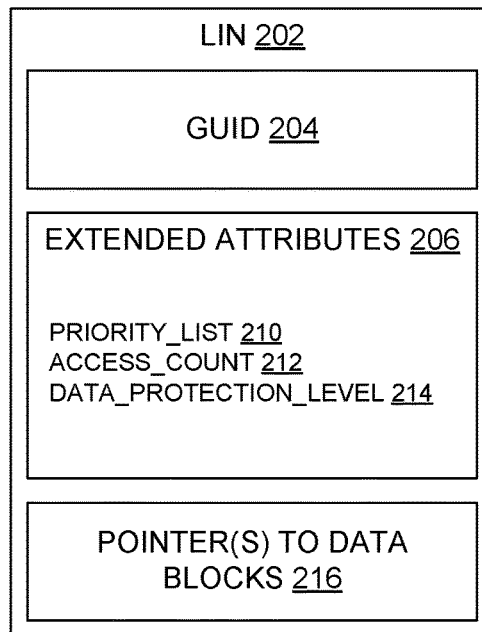 LIN 202
GUID 204
EXTENDED ATTRIBUTES 206
PRIORITY_LIST 210
ACCESS_COUNT 212
DATA_PROTECTION_LEVEL 214
POINTER(S) TO DATA
BLOCKS 216